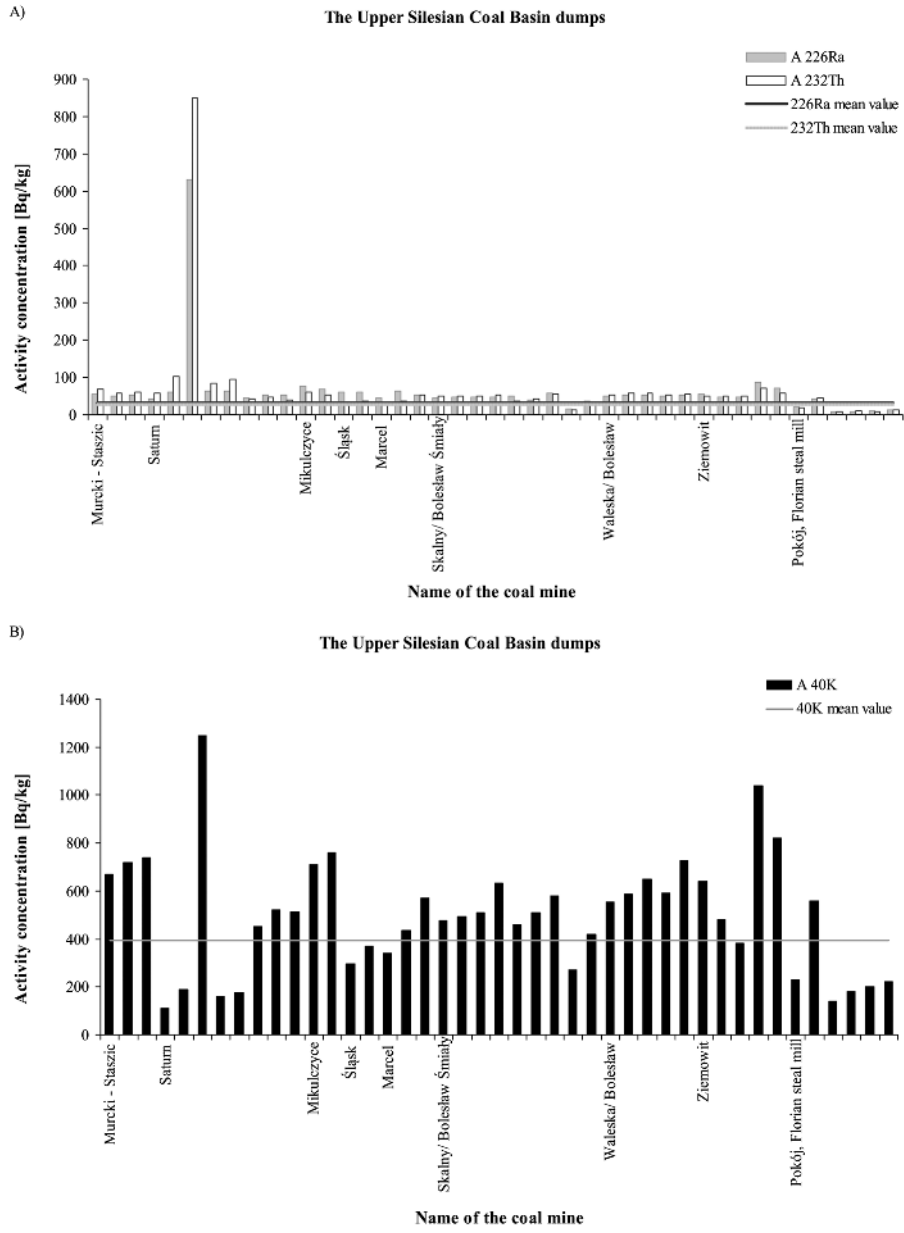 A)
The Upper Silesian Coal Basin dumps
A 226Ra
A 232Th
226Ra mean value
232Th mean value
Activity concentration [Bq/kg]
900
800
700
600
500
400
300
200
100
0
Murcki - Staszic
Saturn
Mikulczyce
Śląsk
Marcel
Skalny/ Bolesław Śmiały
Waleska/ Bolesław
Ziemowit
Pokój, Florian steal mill
Name of the coal mine
B)
The Upper Silesian Coal Basin dumps
A 40K
40K mean value
Activity concentration [Bq/kg]
1400
1200
1000
800
600
400
200
0
Murcki - Staszic
Saturn
Mikulczyce
Śląsk
Marcel
Skalny/ Bolesław Śmiały
Waleska/ Bolesław
Ziemowit
Pokój, Florian steal mill
Name of the coal mine